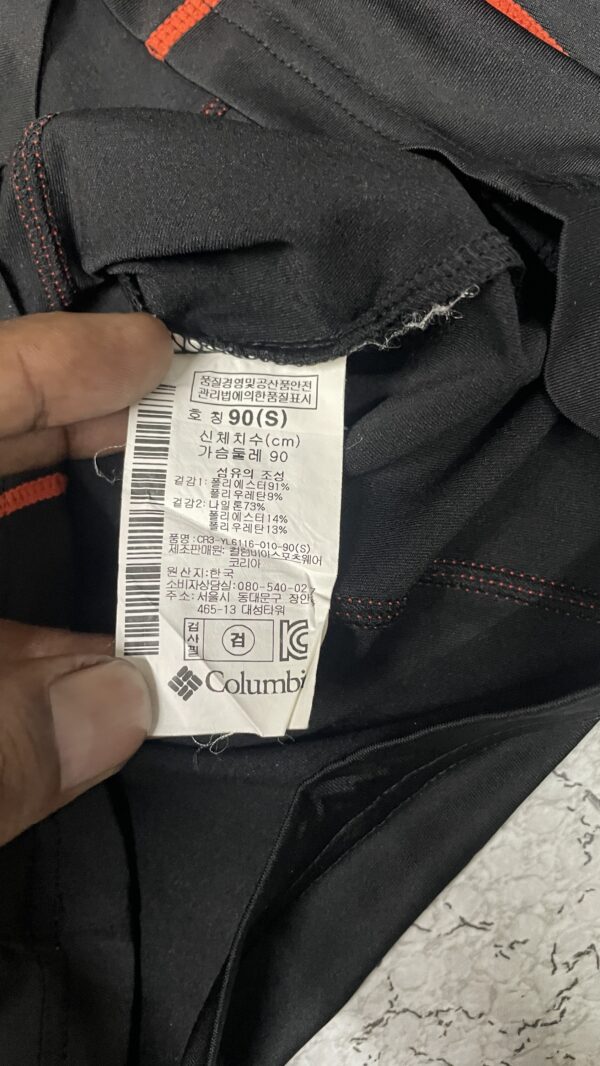 품질경영및공산품안전
관리법에의한품질표시
호 칭 90(S)
신체치수(cm)
가슴둘레 90
섬유의 조성
겉감1: 폴리에스터91%
폴리우레탄9%
겉감2: 나일론73%
폴리에스터14%
폴리우레탄13%
품명: CR3-YL6116-010-90(S)
제조판매원: 컬럼비아스포츠웨어
코리아
원산지:한국
소비자상담실:080-540-027
주소: 서울시 동대문구 장안
465-13 대성타워
검사필 검
Columbi